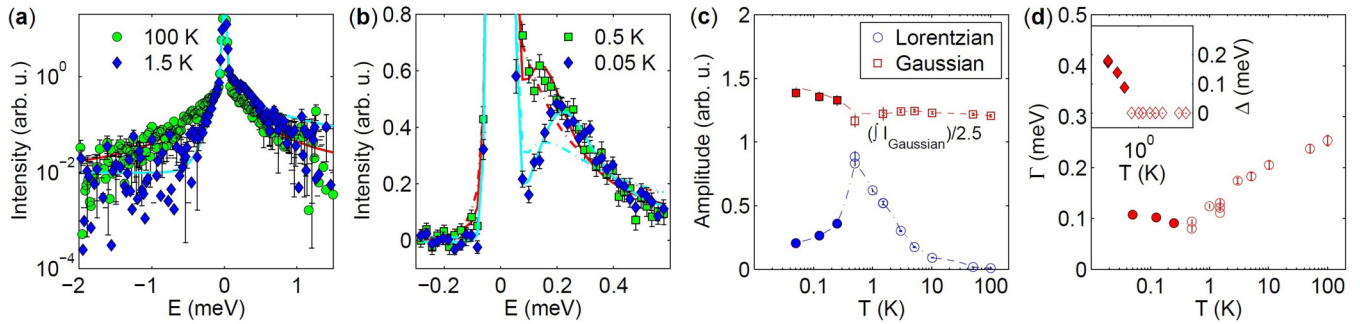 (a)
100 K
1.5 K
Intensity (arb. u.)
10^0
10^-2
10^-4
−2 −1 0 1
E (meV)
(b)
0.5 K
0.05 K
Intensity (arb. u.)
0.8
0.6
0.4
0.2
0
−0.2 0 0.2 0.4
E (meV)
(c)
Lorentzian
Gaussian
Amplitude (arb. u.)
2
1.5
1
0.5
0
(∫ I_Gaussian)/2.5
0.1 1 10 100
T (K)
(d)
Γ (meV)
0.5
0.4
0.3
0.2
0.1
0
0.2
0.1
0
Δ (meV)
10^0
T (K)
0.1 1 10 100
T (K)